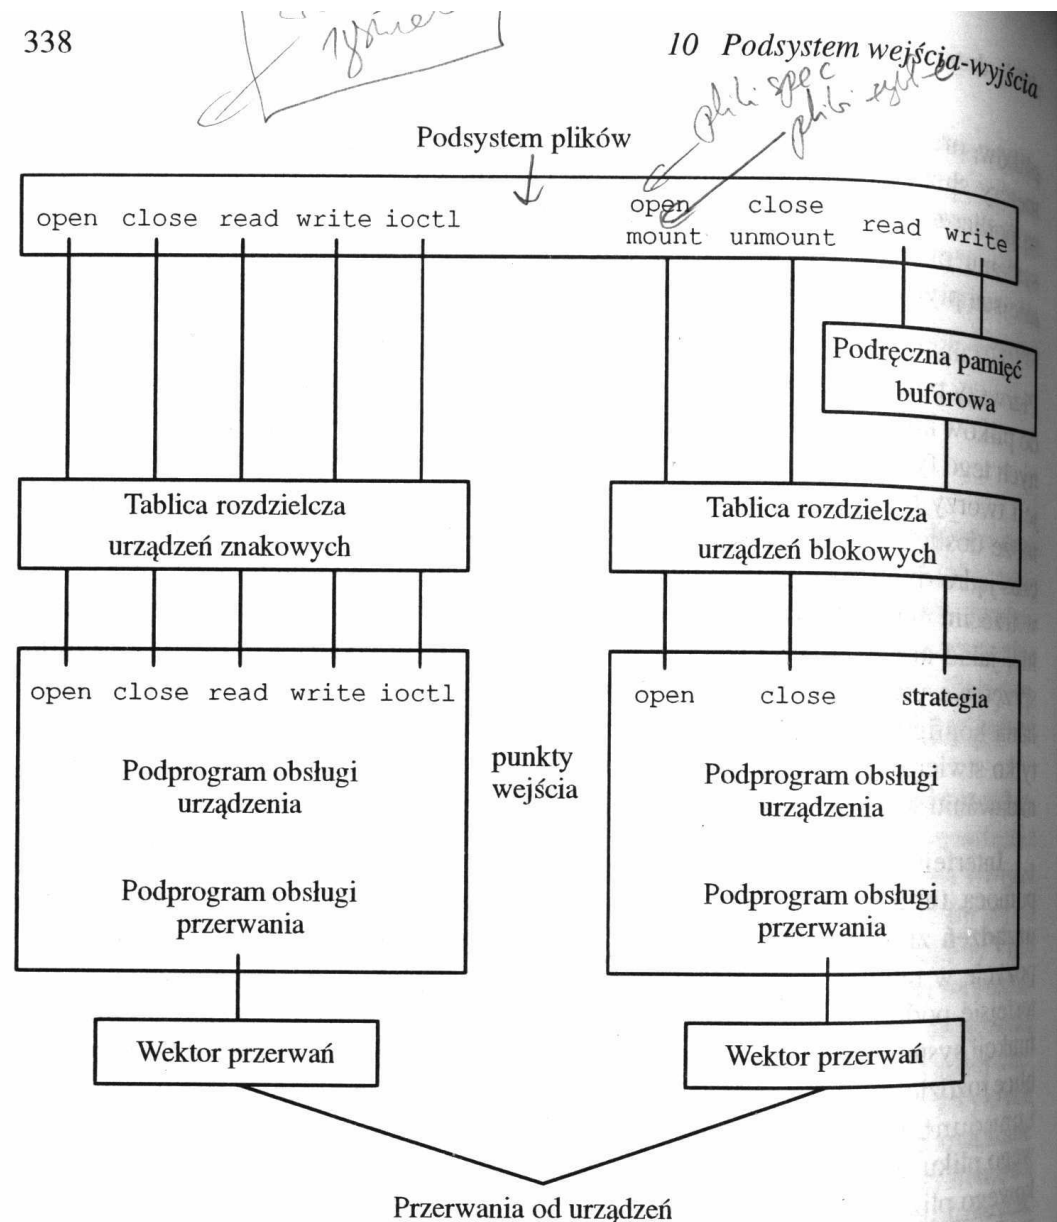 338
10 Podsystem wejścia-wyjścia
pliki spec
pliki
Podsystem plików
open close read write ioctl
open close read write
mount unmount
Podręczna pamięć
buforowa
Tablica rozdzielcza
urządzeń znakowych
Tablica rozdzielcza
urządzeń blokowych
open close read write ioctl
open close strategia
punkty
wejścia
Podprogram obsługi
urządzenia
Podprogram obsługi
urządzenia
Podprogram obsługi
przerwania
Podprogram obsługi
przerwania
Wektor przerwań
Wektor przerwań
Przerwania od urządzeń